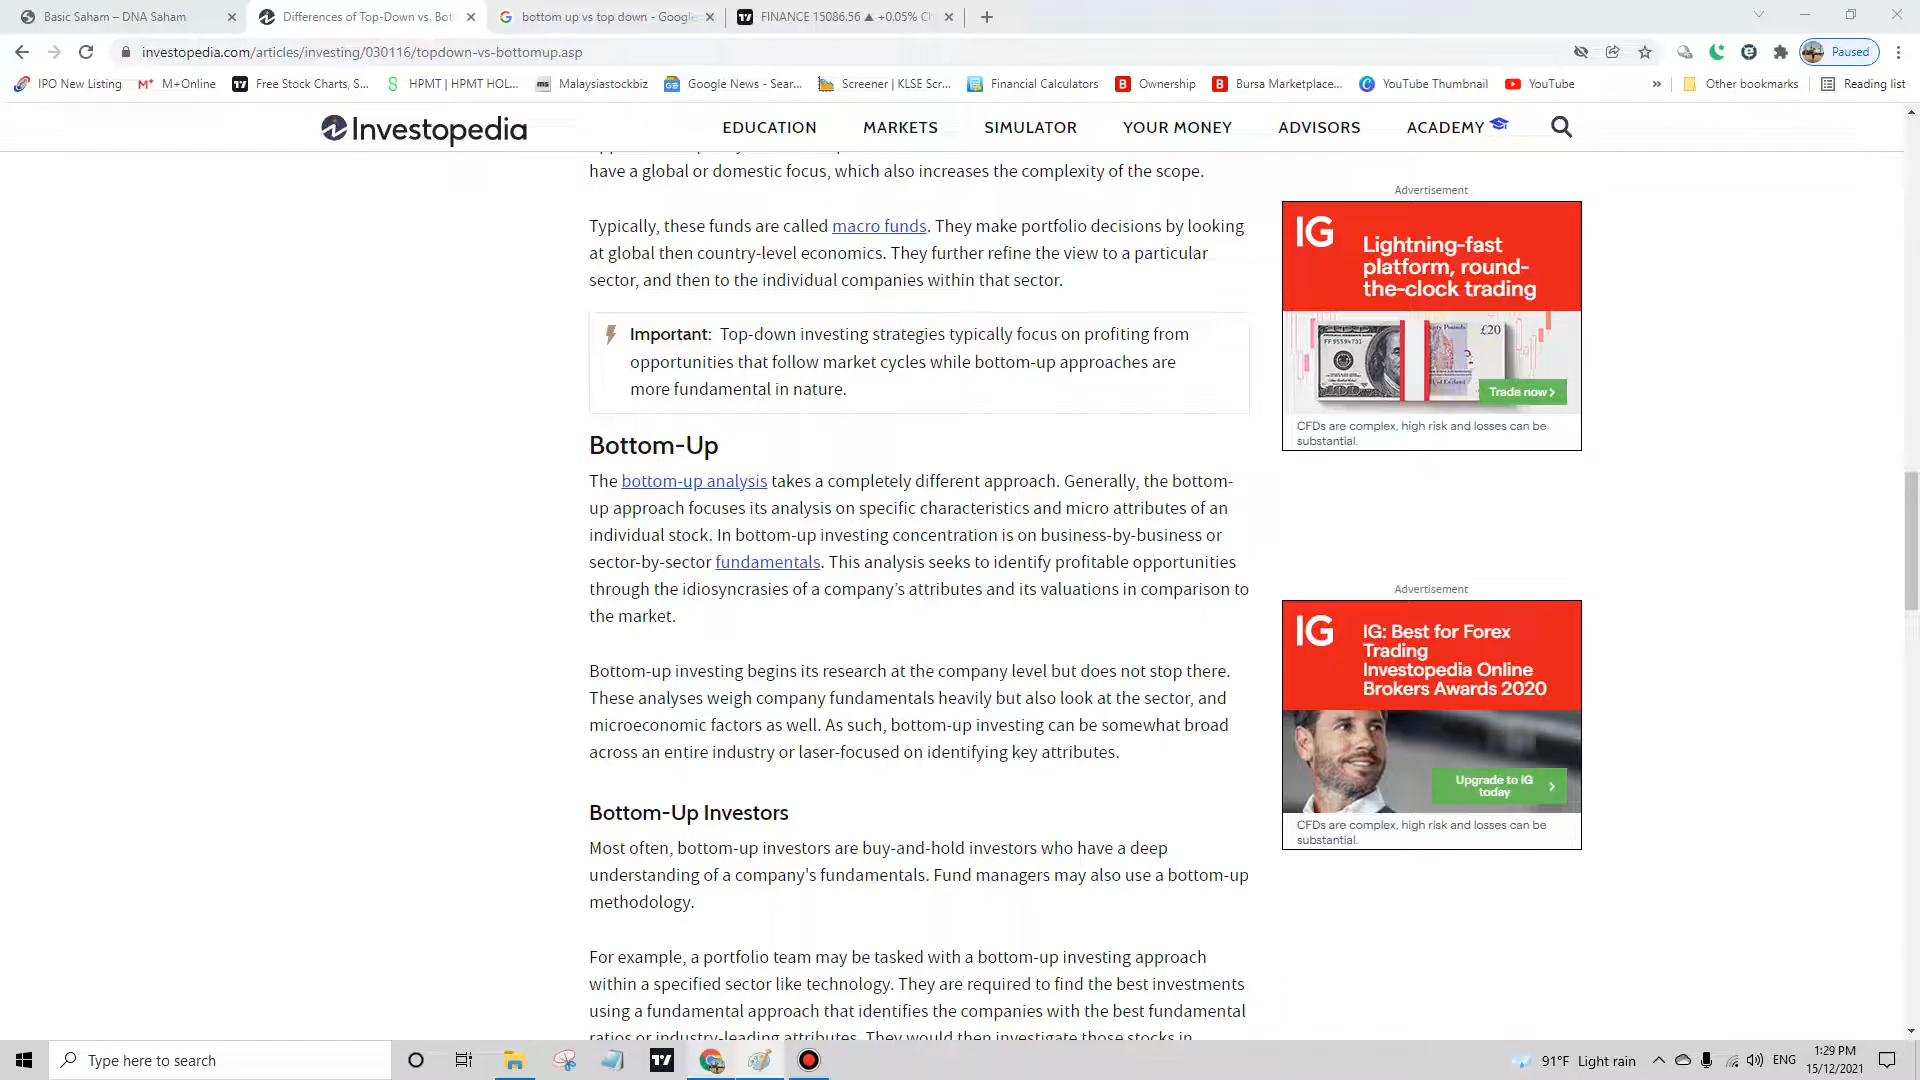 Basic Saham – DNA Saham
Differences of Top-Down vs. Bot
bottom up vs top down - Google
FINANCE 15086.56 ▲ +0.05% C
investopedia.com/articles/investing/030116/topdown-vs-bottomup.asp
Paused
IPO New Listing
M+Online
Free Stock Charts, S...
HPMT | HPMT HOL...
Malaysiastockbiz
Google News - Sear...
Screener | KLSE Scr...
Financial Calculators
Ownership
Bursa Marketplace...
YouTube Thumbnail
YouTube
»
Other bookmarks
Reading list
Investopedia
EDUCATION
MARKETS
SIMULATOR
YOUR MONEY
ADVISORS
ACADEMY
have a global or domestic focus, which also increases the complexity of the scope.
Typically, these funds are called macro funds. They make portfolio decisions by looking
at global then country-level economics. They further refine the view to a particular
sector, and then to the individual companies within that sector.
Important: Top-down investing strategies typically focus on profiting from
opportunities that follow market cycles while bottom-up approaches are
more fundamental in nature.
Bottom-Up
The bottom-up analysis takes a completely different approach. Generally, the bottom-
up approach focuses its analysis on specific characteristics and micro attributes of an
individual stock. In bottom-up investing concentration is on business-by-business or
sector-by-sector fundamentals. This analysis seeks to identify profitable opportunities
through the idiosyncrasies of a company’s attributes and its valuations in comparison to
the market.
Bottom-up investing begins its research at the company level but does not stop there.
These analyses weigh company fundamentals heavily but also look at the sector, and
microeconomic factors as well. As such, bottom-up investing can be somewhat broad
across an entire industry or laser-focused on identifying key attributes.
Bottom-Up Investors
Most often, bottom-up investors are buy-and-hold investors who have a deep
understanding of a company's fundamentals. Fund managers may also use a bottom-up
methodology.
For example, a portfolio team may be tasked with a bottom-up investing approach
within a specified sector like technology. They are required to find the best investments
using a fundamental approach that identifies the companies with the best fundamental
ratios or industry-leading attributes. They would then investigate those stocks in
Advertisement
IG
Lightning-fast
platform, round-
the-clock trading
FF 95594731
£20
Trade now >
CFDs are complex, high risk and losses can be
substantial.
Advertisement
IG
IG: Best for Forex
Trading
Investopedia Online
Brokers Awards 2020
Upgrade to IG
today
CFDs are complex, high risk and losses can be
substantial.
Type here to search
91°F Light rain
ENG
1:29 PM
15/12/2021